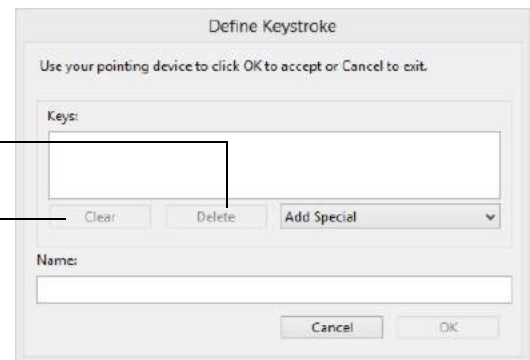 Define Keystroke
Use your pointing device to click OK to accept or Cancel to exit.
Keys:
Clear Delete Add Special
Name:
Cancel OK